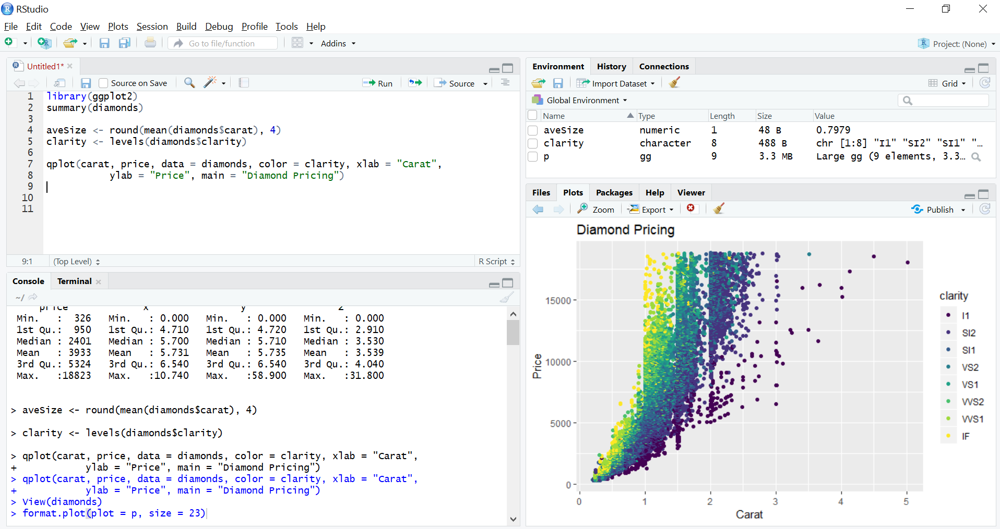 RStudio
File Edit Code View Plots Session Build Debug Profile Tools Help
Go to file/function Addins Project: (None)
Untitled1*
Source on Save Run Source
1 library(ggplot2)
2 summary(diamonds)
3
4 aveSize <- round(mean(diamonds$carat), 4)
5 clarity <- levels(diamonds$clarity)
6
7 qplot(carat, price, data = diamonds, color = clarity, xlab = "Carat",
8 ylab = "Price", main = "Diamond Pricing")
9
10
11
9:1 (Top Level) R Script
Console Terminal
~/
price x y z
Min. : 326 Min. : 0.000 Min. : 0.000 Min. : 0.000
1st Qu.: 950 1st Qu.: 4.710 1st Qu.: 4.720 1st Qu.: 2.910
Median : 2401 Median : 5.700 Median : 5.710 Median : 3.530
Mean : 3933 Mean : 5.731 Mean : 5.735 Mean : 3.539
3rd Qu.: 5324 3rd Qu.: 6.540 3rd Qu.: 6.540 3rd Qu.: 4.040
Max. :18823 Max. :10.740 Max. :58.900 Max. :31.800
> aveSize <- round(mean(diamonds$carat), 4)
> clarity <- levels(diamonds$clarity)
> qplot(carat, price, data = diamonds, color = clarity, xlab = "Carat",
+ ylab = "Price", main = "Diamond Pricing")
> qplot(carat, price, data = diamonds, color = clarity, xlab = "Carat",
+ ylab = "Price", main = "Diamond Pricing")
> View(diamonds)
> format.plot(plot = p, size = 23)
Environment History Connections
Import Dataset Grid
Global Environment
Name Type Length Size Value
aveSize numeric 1 48 B 0.7979
clarity character 8 488 B chr [1:8] "I1" "SI2" "SI1" "…
p gg 9 3.3 MB Large gg (9 elements, 3.3…
Files Plots Packages Help Viewer
Zoom Export Publish
Diamond Pricing
Price
15000
10000
5000
0
0 1 2 3 4 5
Carat
clarity
I1
SI2
SI1
VS2
VS1
VVS2
VVS1
IF